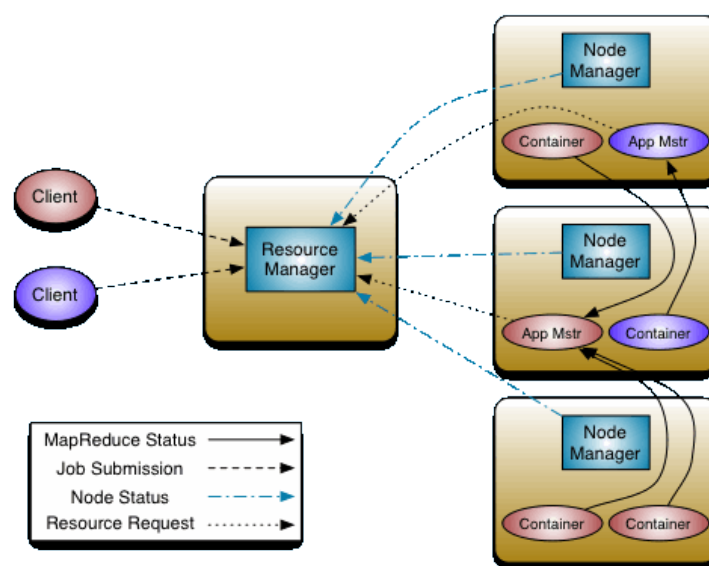 Node
Manager
Container
App Mstr
Client
Client
Resource
Manager
Node
Manager
App Mstr
Container
Node
Manager
Container
Container
MapReduce Status
Job Submission
Node Status
Resource Request